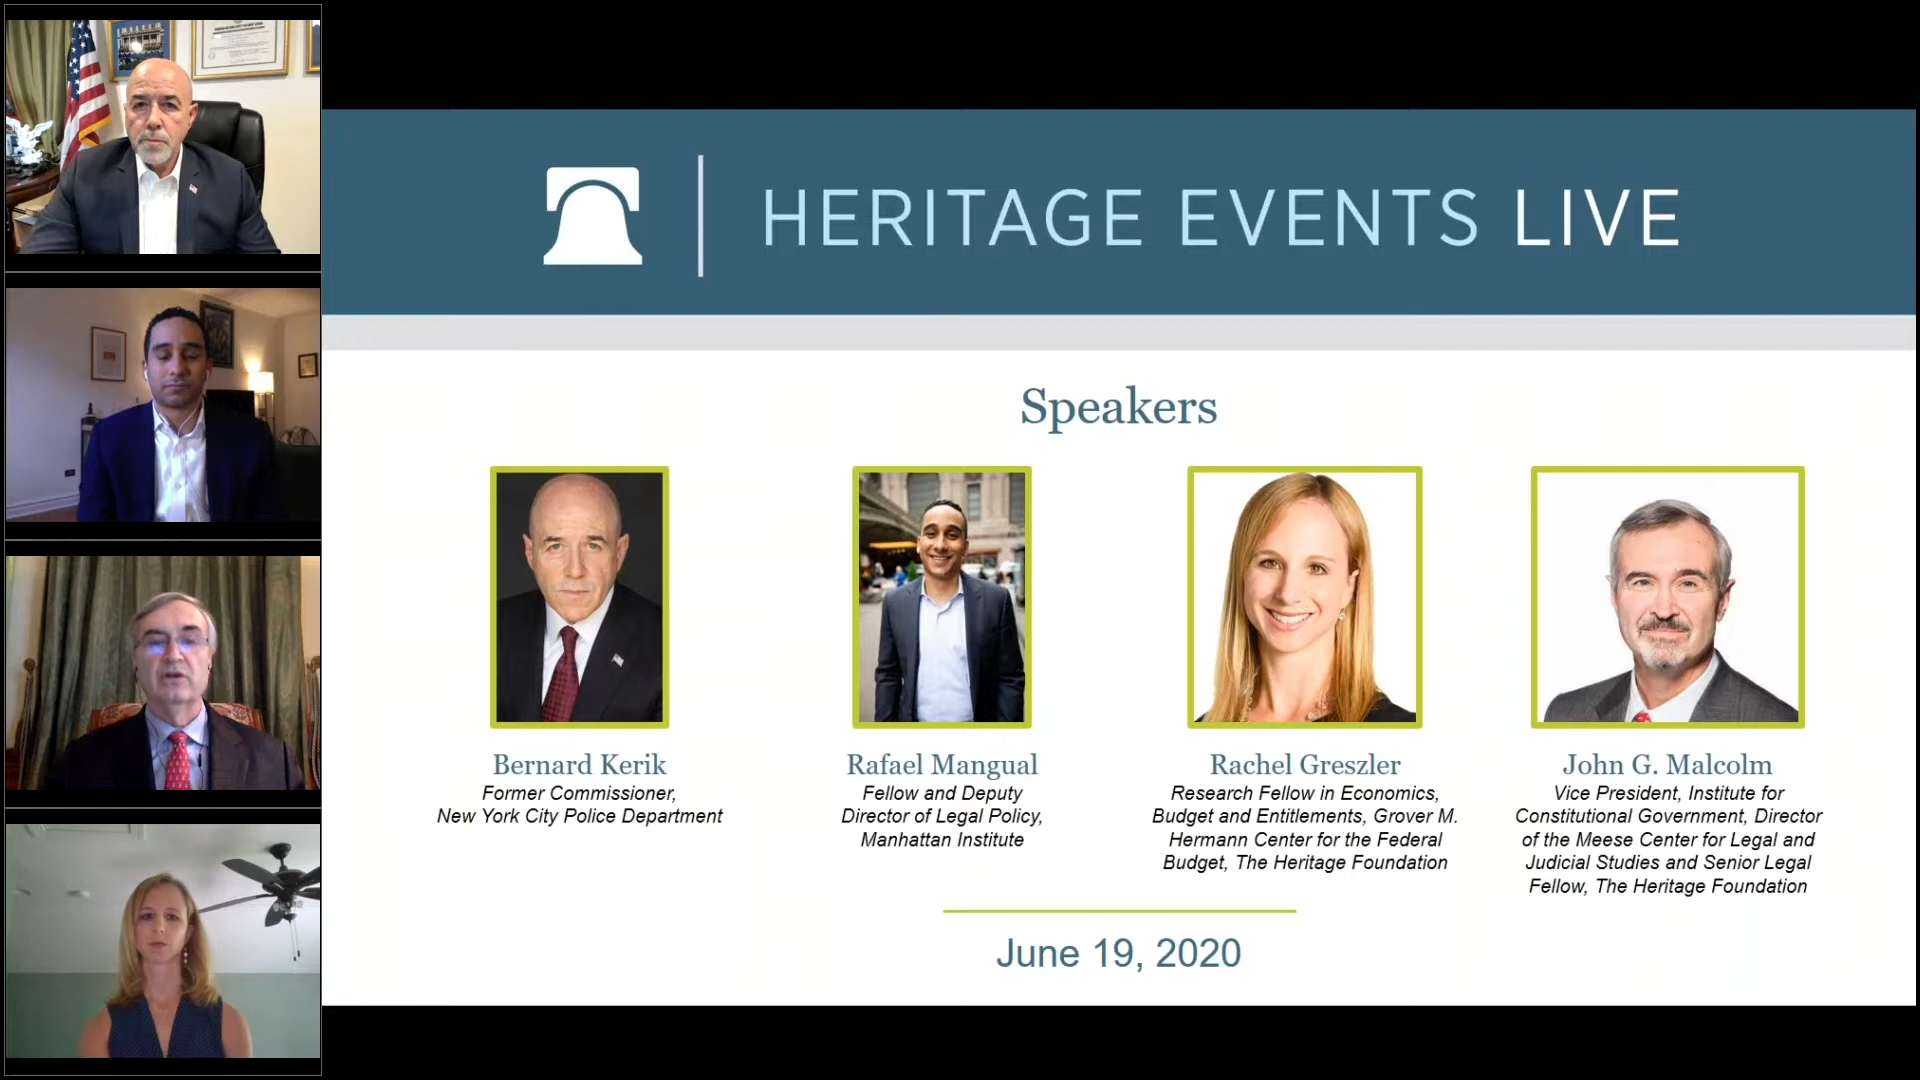 HERITAGE EVENTS LIVE
Speakers
Bernard Kerik
Former Commissioner,
New York City Police Department
Rafael Mangual
Fellow and Deputy
Director of Legal Policy,
Manhattan Institute
Rachel Greszler
Research Fellow in Economics,
Budget and Entitlements, Grover M.
Hermann Center for the Federal
Budget, The Heritage Foundation
John G. Malcolm
Vice President, Institute for
Constitutional Government, Director
of the Meese Center for Legal and
Judicial Studies and Senior Legal
Fellow, The Heritage Foundation
June 19, 2020